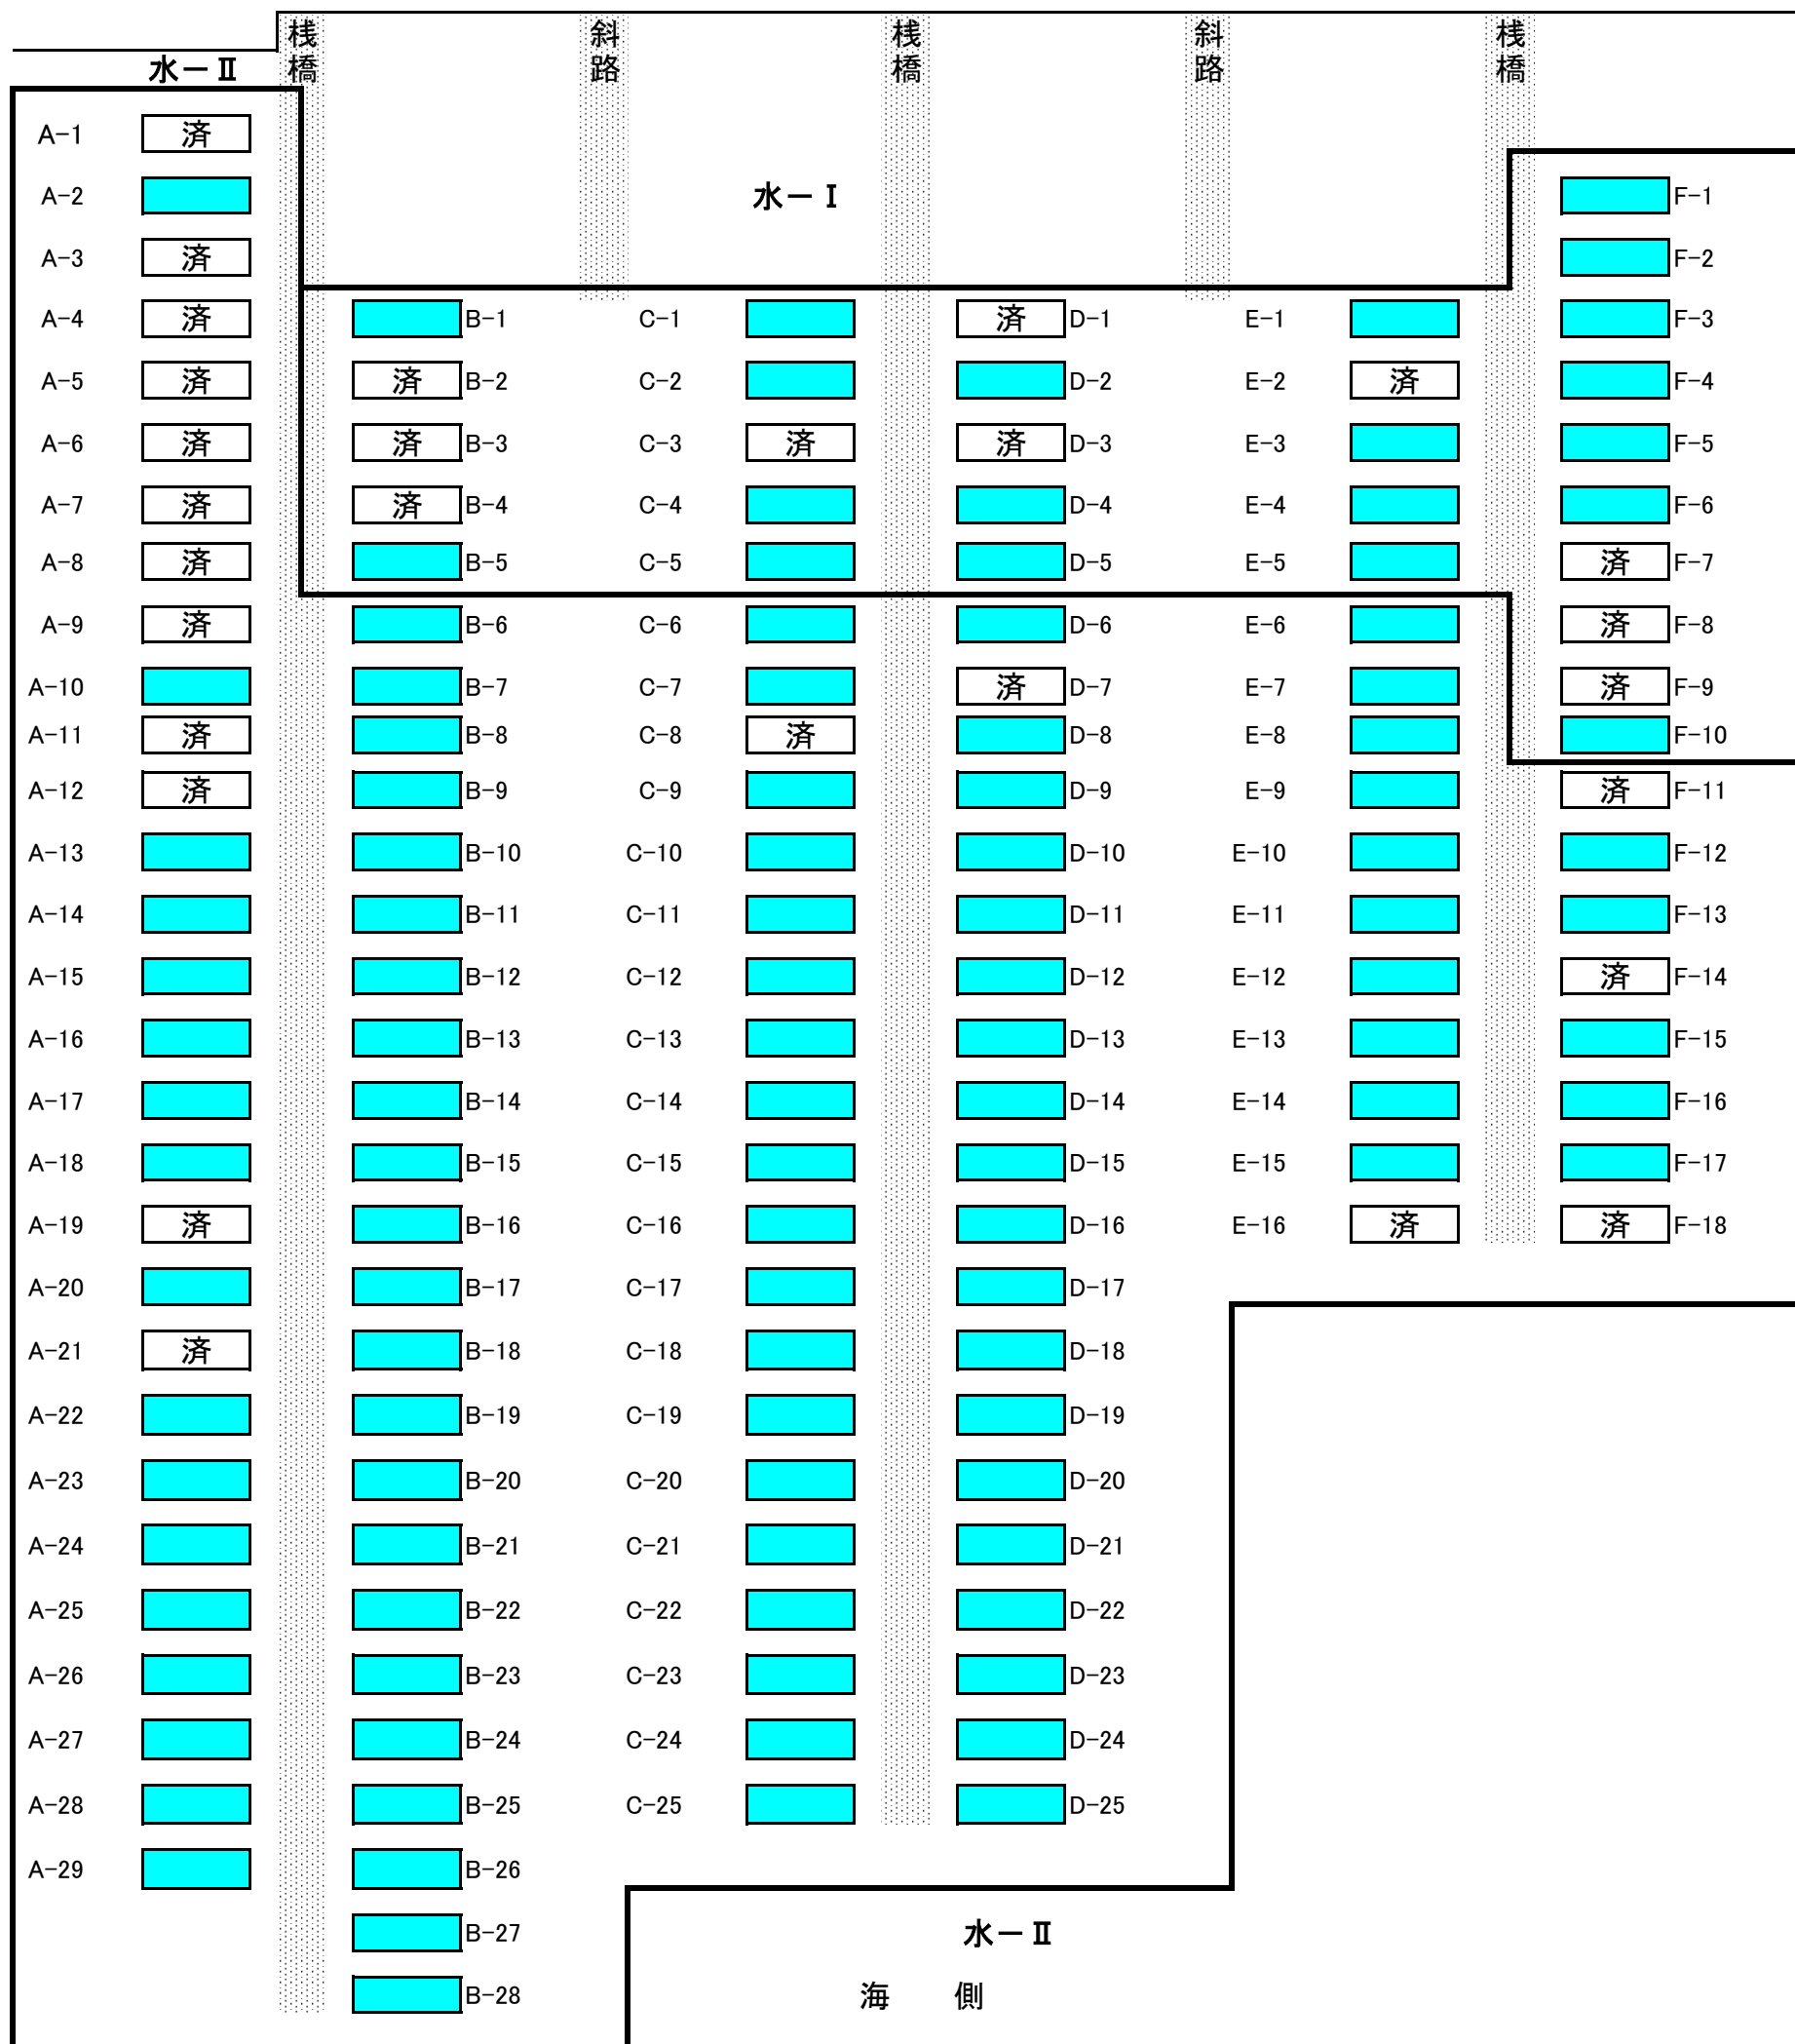 桟橋 斜路 桟橋 斜路 桟橋
水ーⅡ
A-1 済
水ーⅠ
A-2 F-1
A-3 済 F-2
A-4 済 B-1 C-1 済 D-1 E-1 F-3
A-5 済 済 B-2 C-2 D-2 E-2 済 F-4
A-6 済 済 B-3 C-3 済 済 D-3 E-3 F-5
A-7 済 済 B-4 C-4 D-4 E-4 F-6
A-8 済 B-5 C-5 D-5 E-5 済 F-7
A-9 済 B-6 C-6 D-6 E-6 済 F-8
A-10 B-7 C-7 済 D-7 E-7 済 F-9
A-11 済 B-8 C-8 済 D-8 E-8 F-10
A-12 済 B-9 C-9 D-9 E-9 済 F-11
A-13 B-10 C-10 D-10 E-10 F-12
A-14 B-11 C-11 D-11 E-11 F-13
A-15 B-12 C-12 D-12 E-12 済 F-14
A-16 B-13 C-13 D-13 E-13 F-15
A-17 B-14 C-14 D-14 E-14 F-16
A-18 B-15 C-15 D-15 E-15 F-17
A-19 済 B-16 C-16 D-16 E-16 済 済 F-18
A-20 B-17 C-17 D-17
A-21 済 B-18 C-18 D-18
A-22 B-19 C-19 D-19
A-23 B-20 C-20 D-20
A-24 B-21 C-21 D-21
A-25 B-22 C-22 D-22
A-26 B-23 C-23 D-23
A-27 B-24 C-24 D-24
A-28 B-25 C-25 D-25
A-29 B-26
B-27
水ーⅡ
B-28
海 側